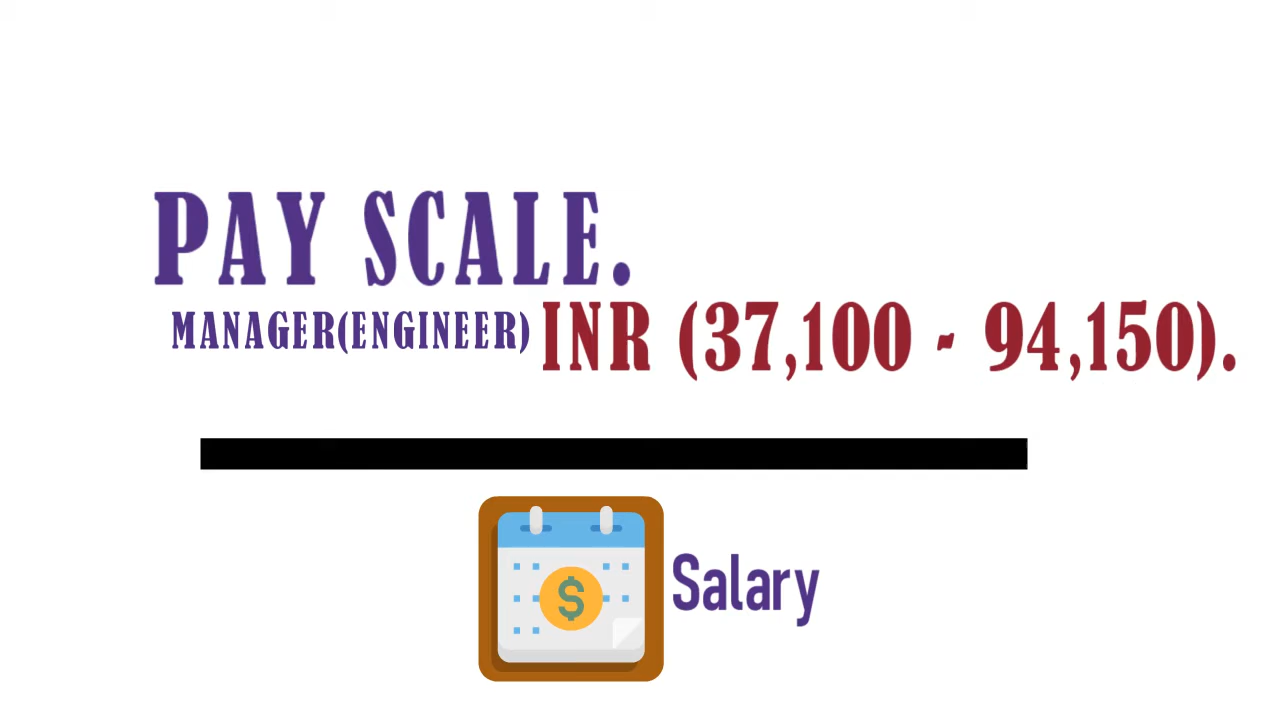 PAY SCALE.
MANAGER(ENGINEER) INR (37,100 - 94,150).
$
Salary